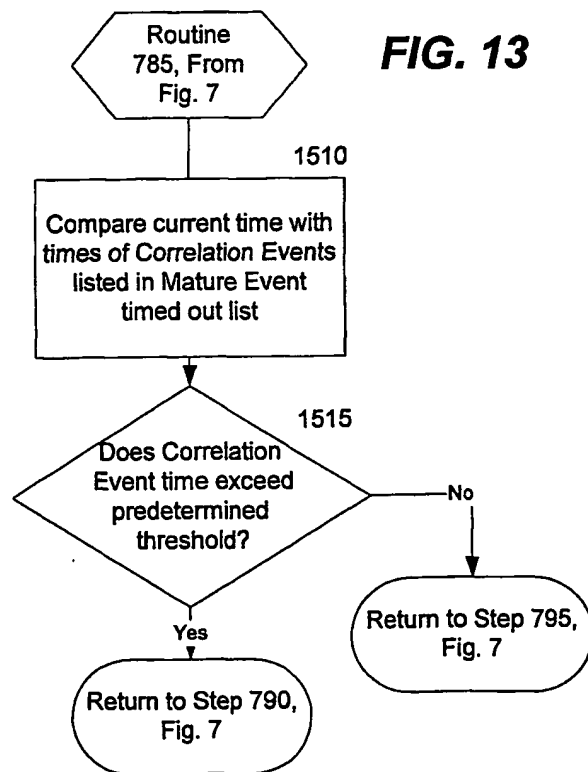 Routine
785, From
Fig. 7
FIG. 13
1510
Compare current time with
times of Correlation Events
listed in Mature Event
timed out list
1515
Does Correlation
Event time exceed
predetermined
threshold?
No
Yes
Return to Step 795,
Fig. 7
Return to Step 790,
Fig. 7